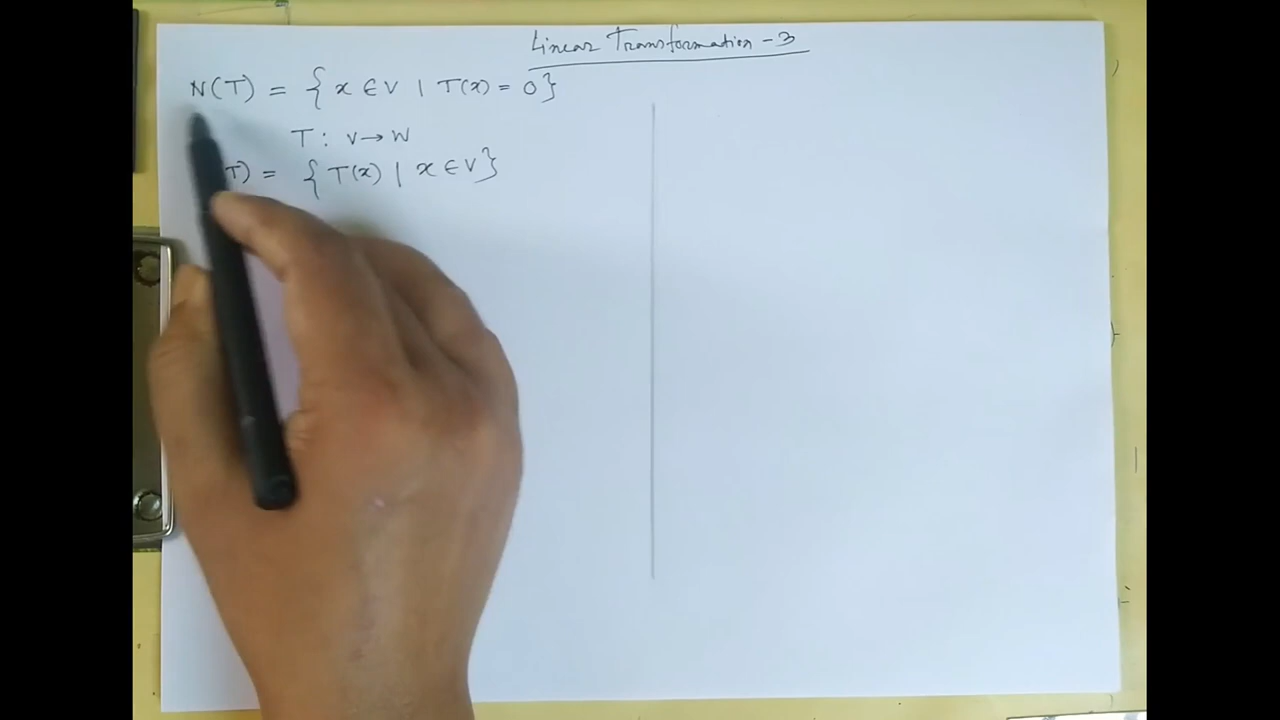 Linear Transformation - 3
N(T) = { x ∈ V | T(x) = 0 }
T : V → W
T) = { T(x) | x ∈ V }